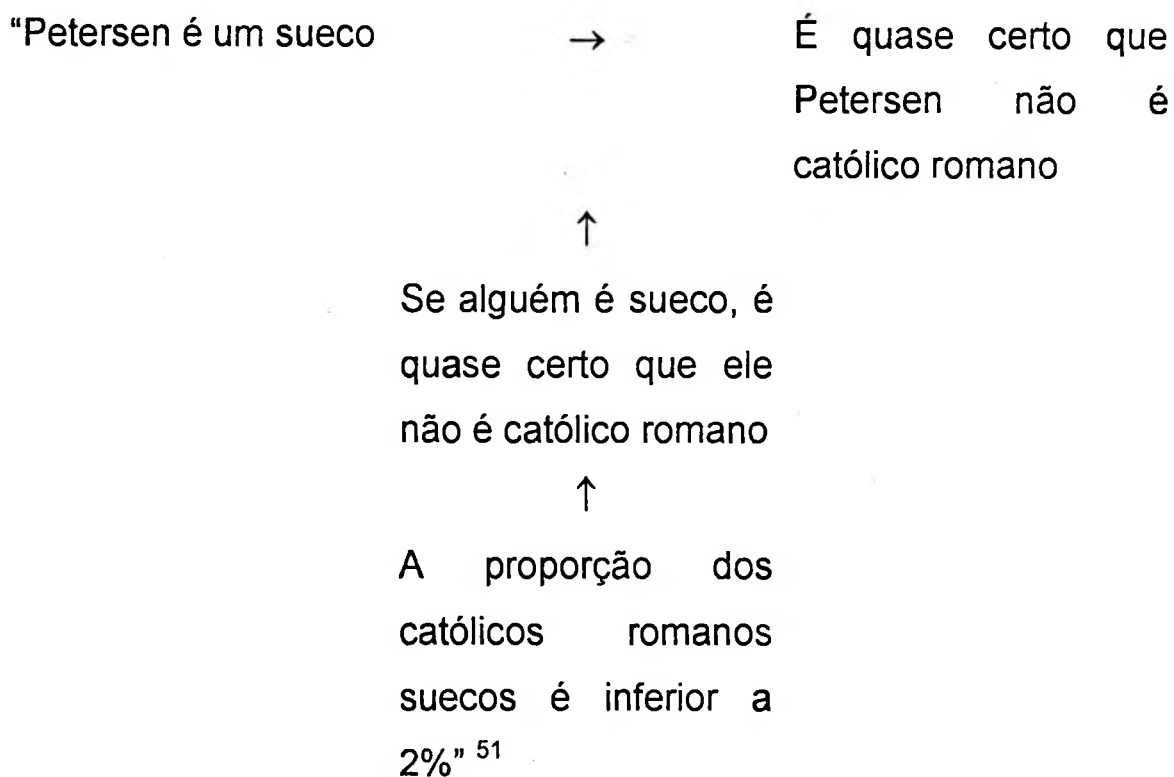 “Petersen é um sueco → É quase certo que
Petersen não é
católico romano
↑
Se alguém é sueco, é
quase certo que ele
não é católico romano
↑
A proporção dos
católicos romanos
suecos é inferior a
2%” 51